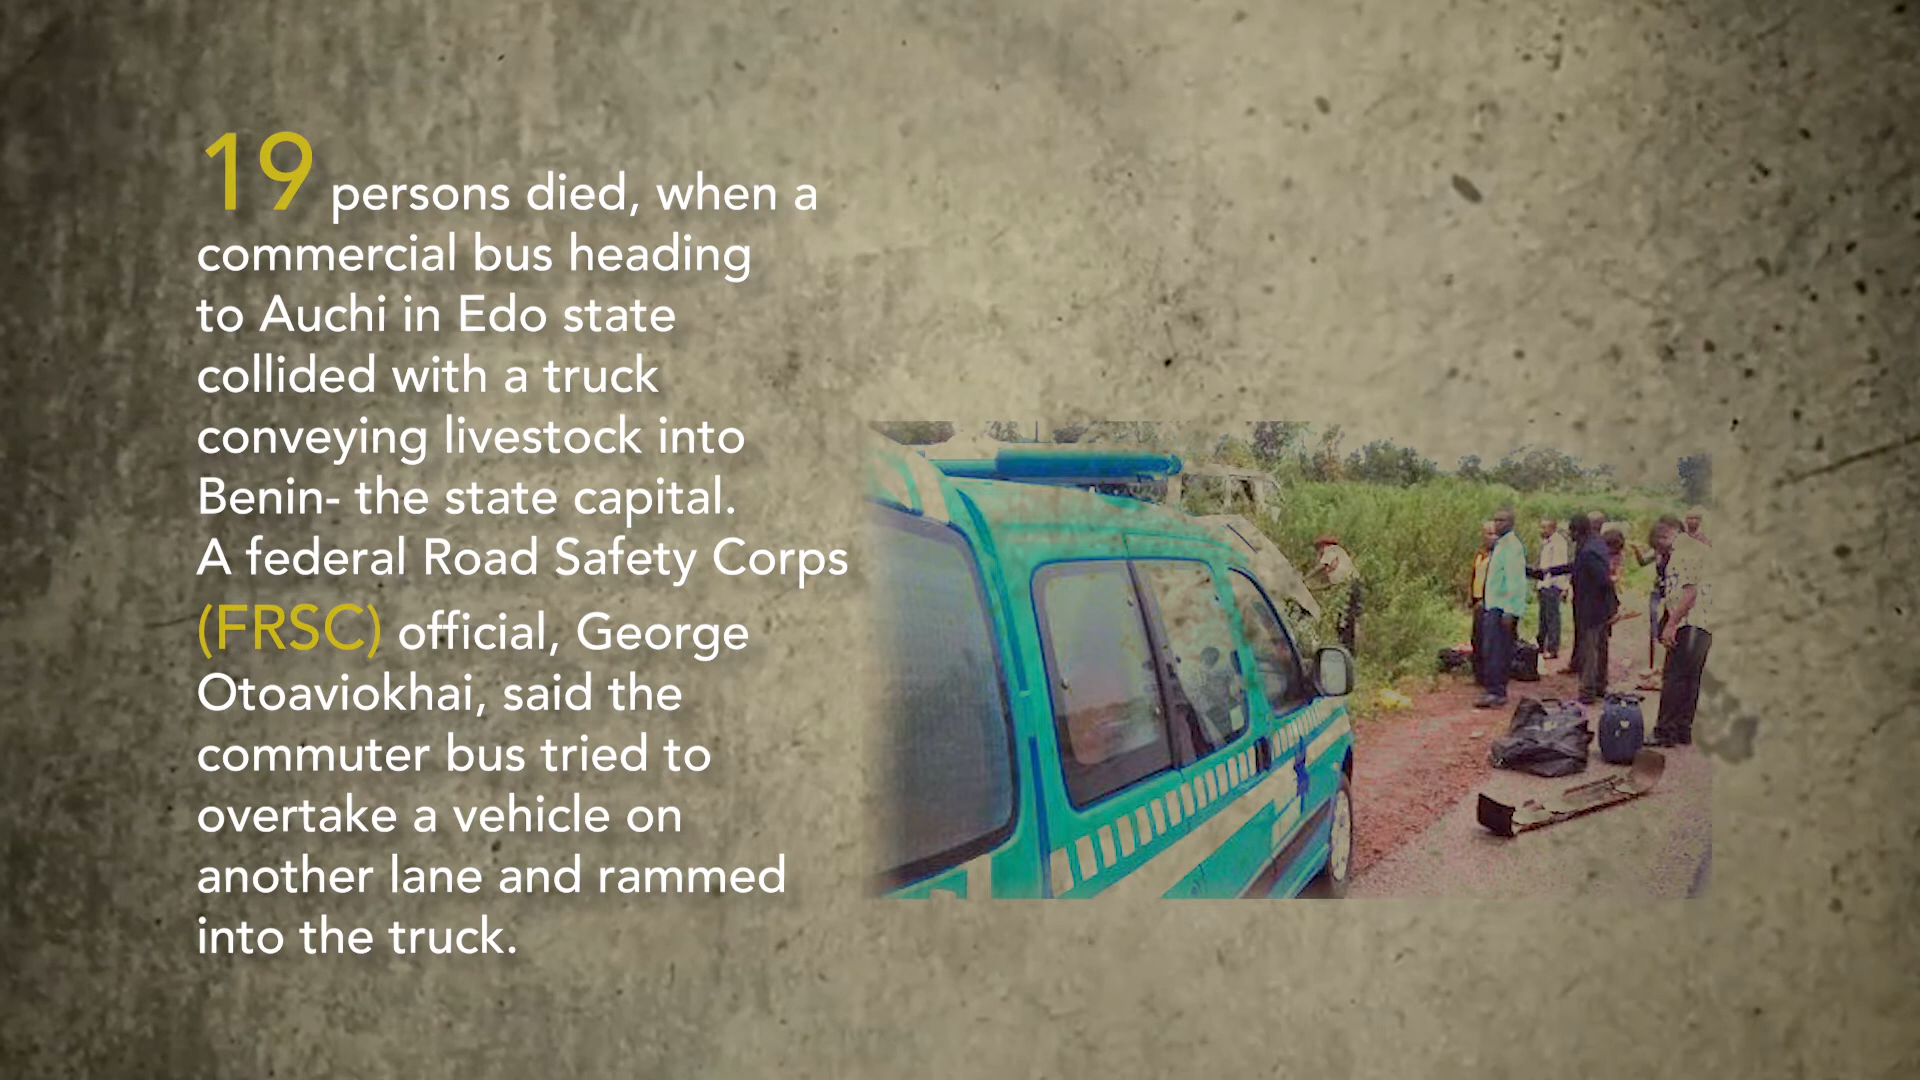 19 persons died, when a
commercial bus heading
to Auchi in Edo state
collided with a truck
conveying livestock into
Benin- the state capital.
A federal Road Safety Corps
(FRSC) official, George
Otoaviokhai, said the
commuter bus tried to
overtake a vehicle on
another lane and rammed
into the truck.